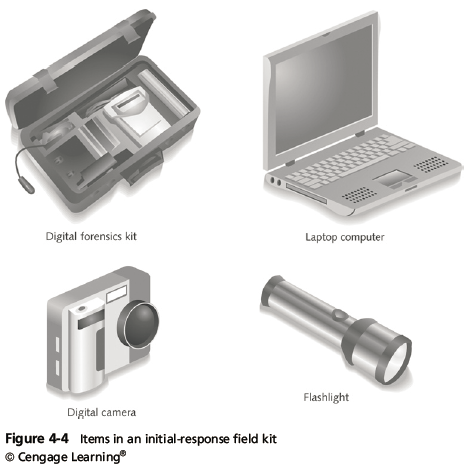 Digital forensics kit
Laptop computer
Digital camera
Flashlight
Figure 4-4 Items in an initial-response field kit
© Cengage Learning®